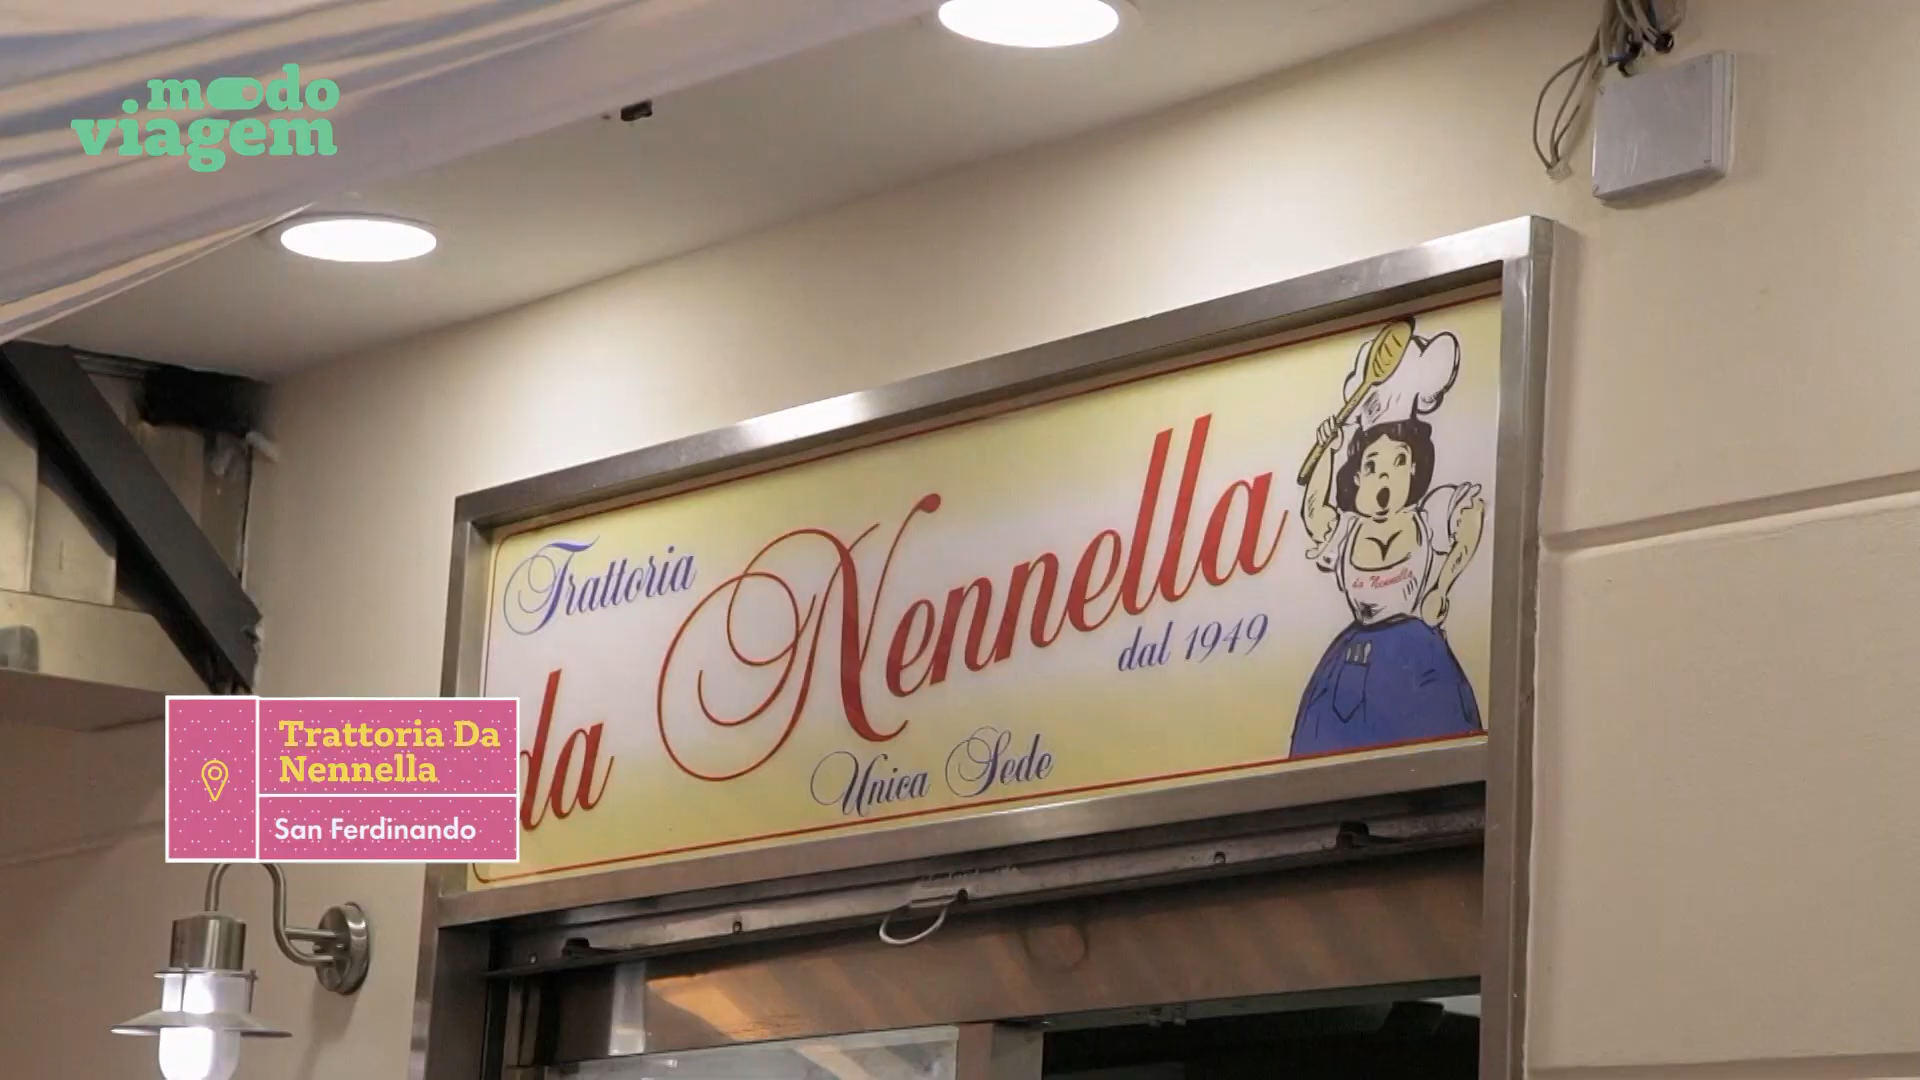 modo
viagem
Trattoria
da Nennella
dal 1949
Unica Sede
da Nennella
Trattoria Da
Nennella
San Ferdinando